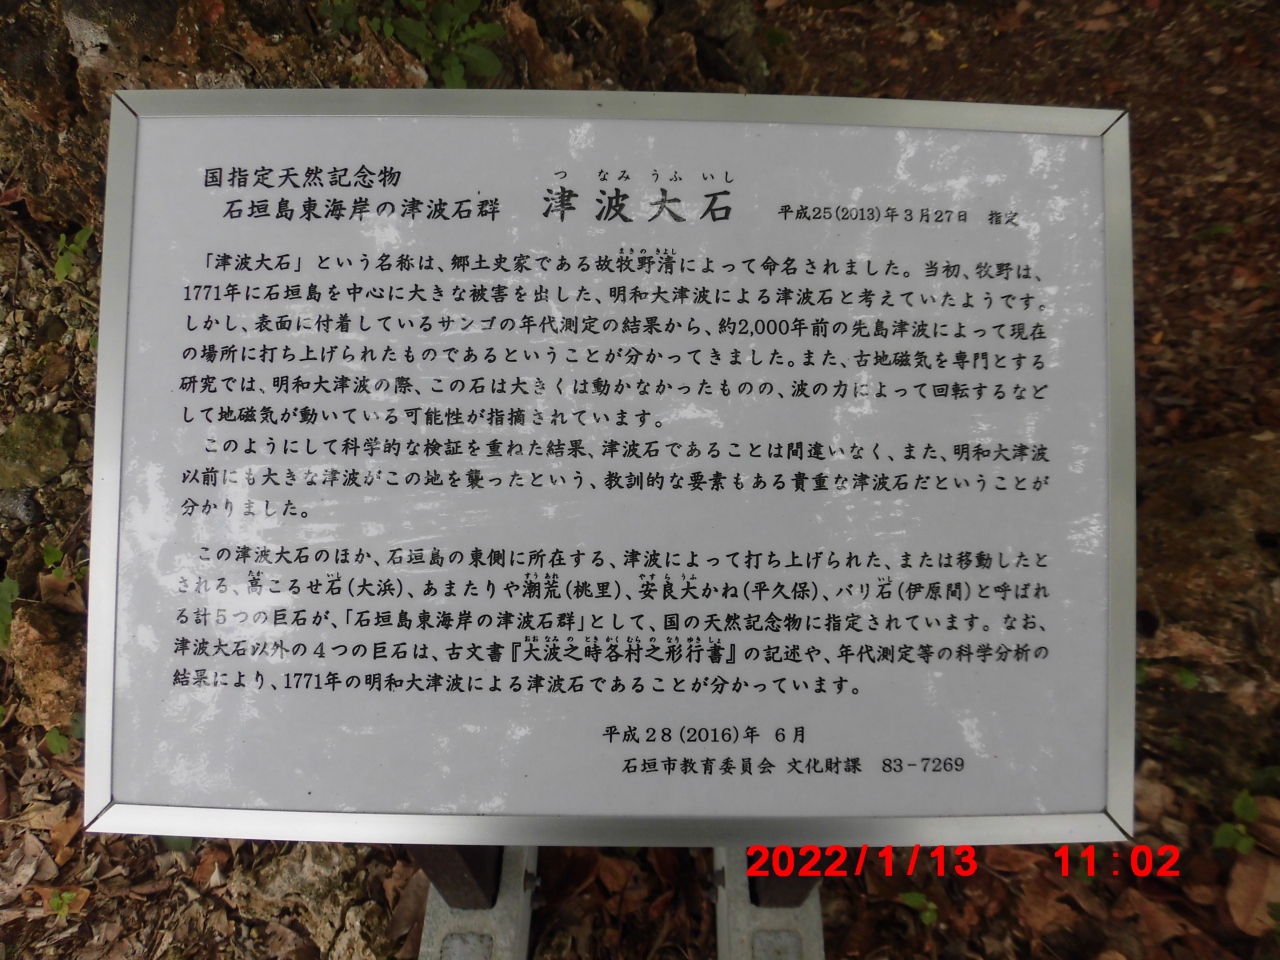 国指定天然記念物
石垣島東海岸の津波石群
つ なみ うふ いし
津波大石
平成25(2013)年3月27日 指定
「津波大石」という名称は、郷土史家である故牧野清によって命名されました。当初、牧野は、
1771年に石垣島を中心に大きな被害を出した、明和大津波による津波石と考えていたようです。
しかし、表面に付着しているサンゴの年代測定の結果から、約2,000年前の先島津波によって現在
の場所に打ち上げられたものであるということが分かってきました。また、古地磁気を専門とする
研究では、明和大津波の際、この石は大きくは動かなかったものの、波の力によって回転するなど
して地磁気が動いている可能性が指摘されています。
このようにして科学的な検証を重ねた結果、津波石であることは間違いなく、また、明和大津波
以前にも大きな津波がこの地を襲ったという、教訓的な要素もある貴重な津波石だということが
分かりました。
この津波大石のほか、石垣島の東側に所在する、津波によって打ち上げられた、または移動したと
される、高こるせ石(大浜)、あまたりや潮荒(桃里)、安良大かね(平久保)、バリ石(伊原間)と呼ばれ
る計5つの巨石が、「石垣島東海岸の津波石群」として、国の天然記念物に指定されています。なお、
津波大石以外の4つの巨石は、古文書『大波之時各村之形行書』の記述や、年代測定等の科学分析の
結果により、1771年の明和大津波による津波石であることが分かっています。
平成28(2016)年 6月
石垣市教育委員会 文化財課 83-7269
2022/1/13 11:02